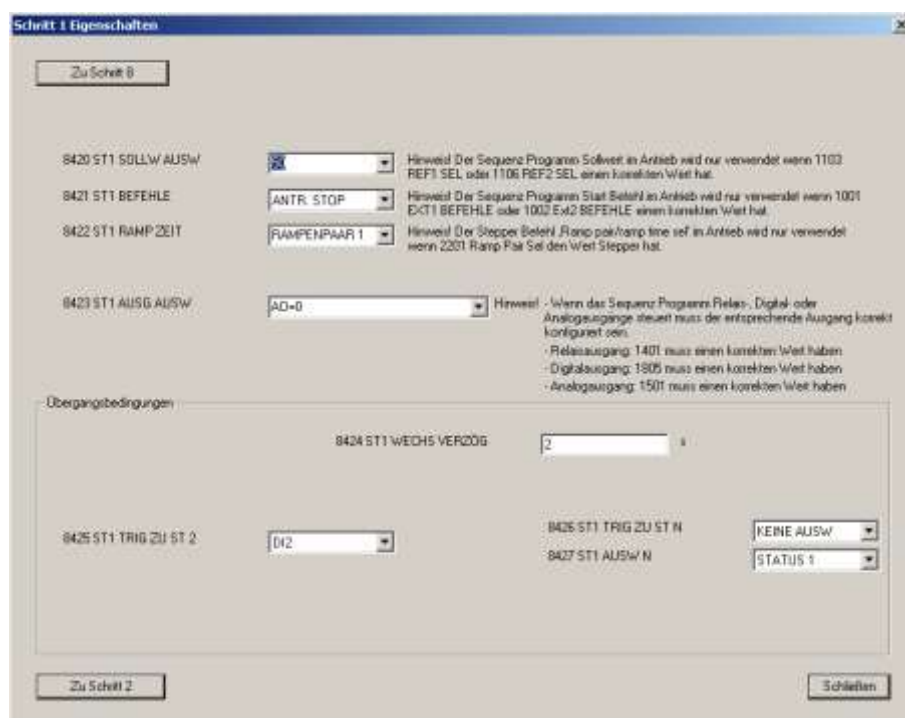 Schritt 1 Eigenschaften
Zu Schritt 8
8420 ST1 SOLLW AUSW
Hinweis! Der Sequenz Programm Sollwert im Antrieb wird nur verwendet wenn 1103
REF1 SEL oder 1106 REF2 SEL einen korrekten Wert hat.
8421 ST1 BEFEHLE
ANTR. STOP
Hinweis! Der Sequenz Programm Start Befehl im Antrieb wird nur verwendet wenn 1001
EXT1 BEFEHLE oder 1002 Ext2 BEFEHLE einen korrekten Wert hat.
8422 ST1 RAMP ZEIT
RAMPENPAAR 1
Hinweis! Der Stepper Befehl 'Ramp pair/ramp time sel' im Antrieb wird nur verwendet
wenn 2201 Ramp Pair Sel den Wert Stepper hat.
8423 ST1 AUSG AUSW
AO=0
Hinweis! - Wenn das Sequenz Programm Relais-, Digital- oder
Analogausgänge steuert muss der entsprechende Ausgang korrekt
konfiguriert sein.
- Relaisausgang: 1401 muss einen korrekten Wert haben
- Digitalausgang: 1805 muss einen korrekten Wert haben
- Analogausgang: 1501 muss einen korrekten Wert haben
Übergangsbedingungen
8424 ST1 WECHS VERZÖG
2
s
8425 ST1 TRIG ZU ST 2
DI2
8426 ST1 TRIG ZU ST N
KEINE AUSW
8427 ST1 AUSW N
STATUS 1
Zu Schritt 2
Schließen